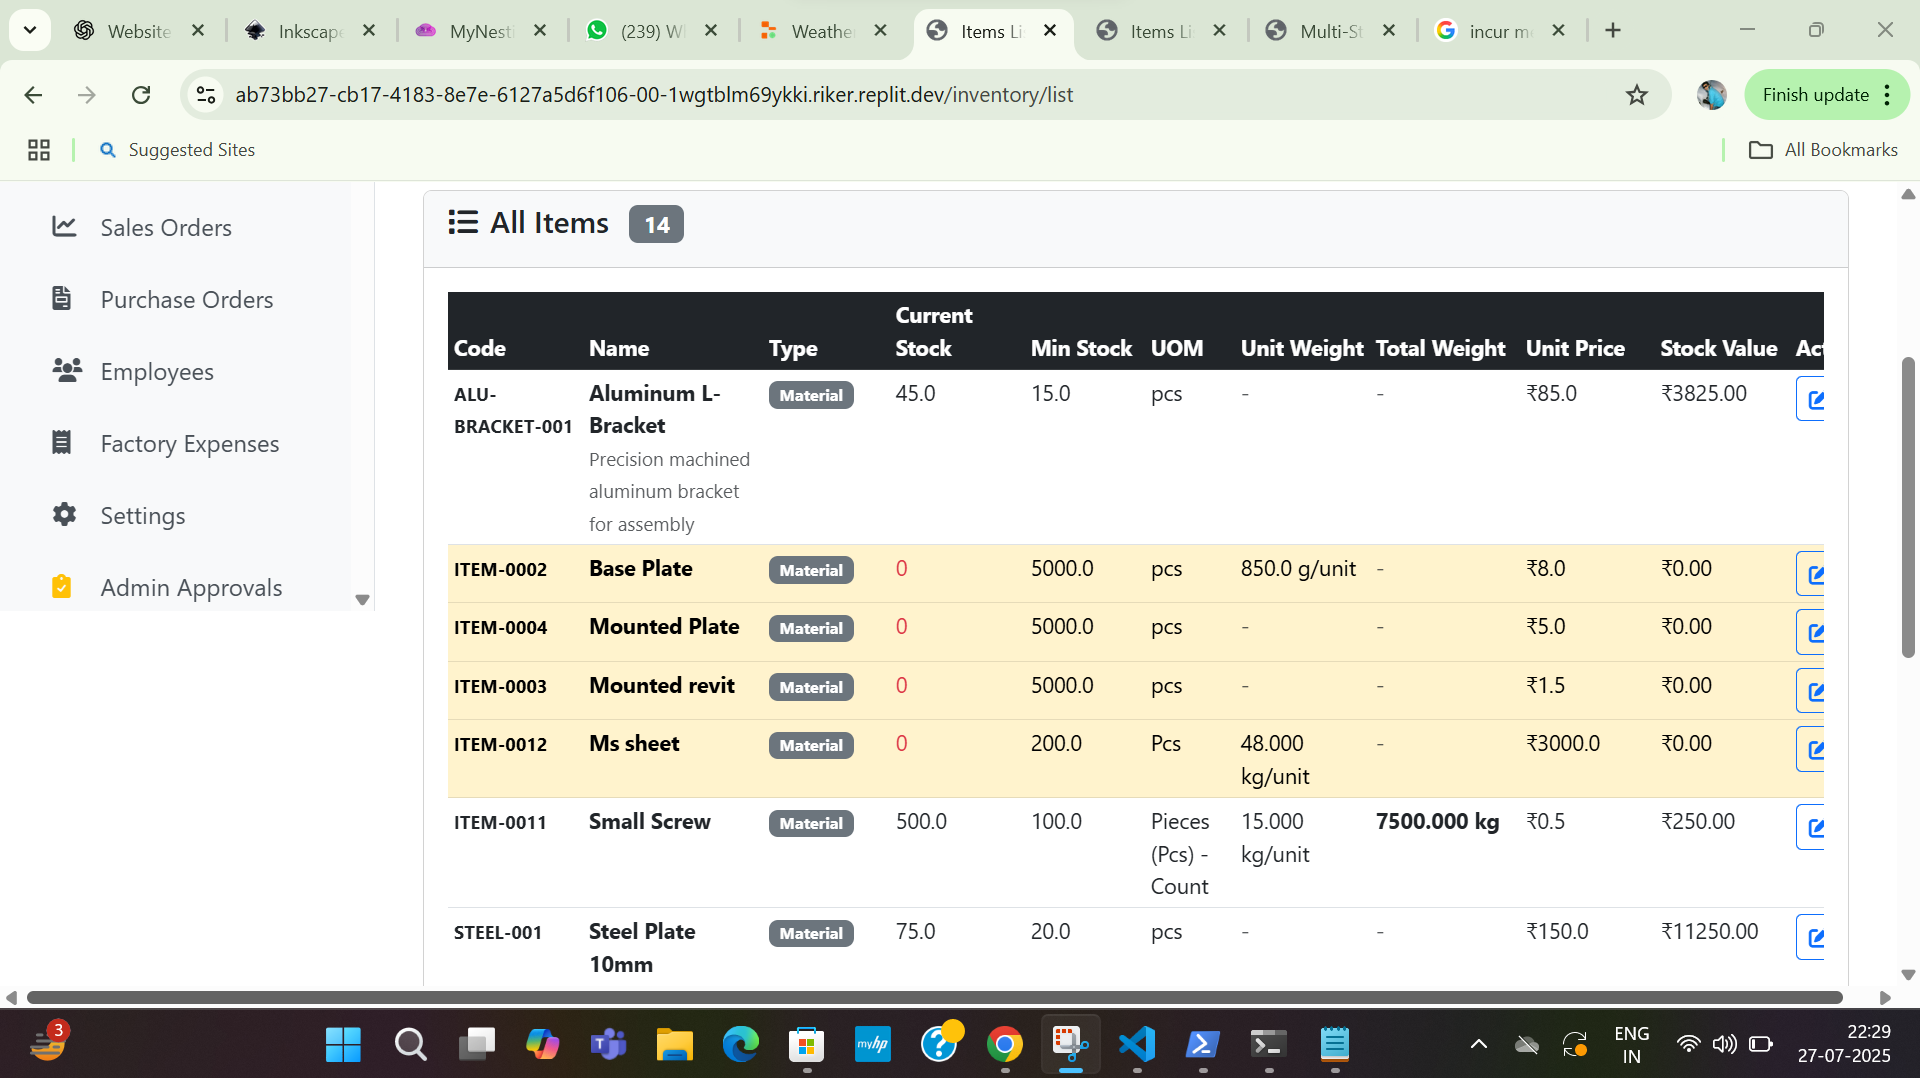 Website
Inkscape
MyNesti
(239) W
Weathe
Items Li
Items Li
Multi-St
incur m
ab73bb27-cb17-4183-8e7e-6127a5d6f106-00-1wgtblm69ykki.riker.replit.dev/inventory/list
Finish update
Suggested Sites
All Bookmarks
Sales Orders
Purchase Orders
Employees
Factory Expenses
Settings
Admin Approvals
All Items 14
Code Name Type Current Stock Min Stock UOM Unit Weight Total Weight Unit Price Stock Value Act
ALU-BRACKET-001 Aluminum L-Bracket Material 45.0 15.0 pcs - - ₹85.0 ₹3825.00
Precision machined
aluminum bracket
for assembly
ITEM-0002 Base Plate Material 0 5000.0 pcs 850.0 g/unit - ₹8.0 ₹0.00
ITEM-0004 Mounted Plate Material 0 5000.0 pcs - - ₹5.0 ₹0.00
ITEM-0003 Mounted revit Material 0 5000.0 pcs - - ₹1.5 ₹0.00
ITEM-0012 Ms sheet Material 0 200.0 Pcs 48.000 kg/unit - ₹3000.0 ₹0.00
ITEM-0011 Small Screw Material 500.0 100.0 Pieces (Pcs) - Count 15.000 kg/unit 7500.000 kg ₹0.5 ₹250.00
STEEL-001 Steel Plate 10mm Material 75.0 20.0 pcs - - ₹150.0 ₹11250.00
3
myhp
ENG
IN
22:29
27-07-2025